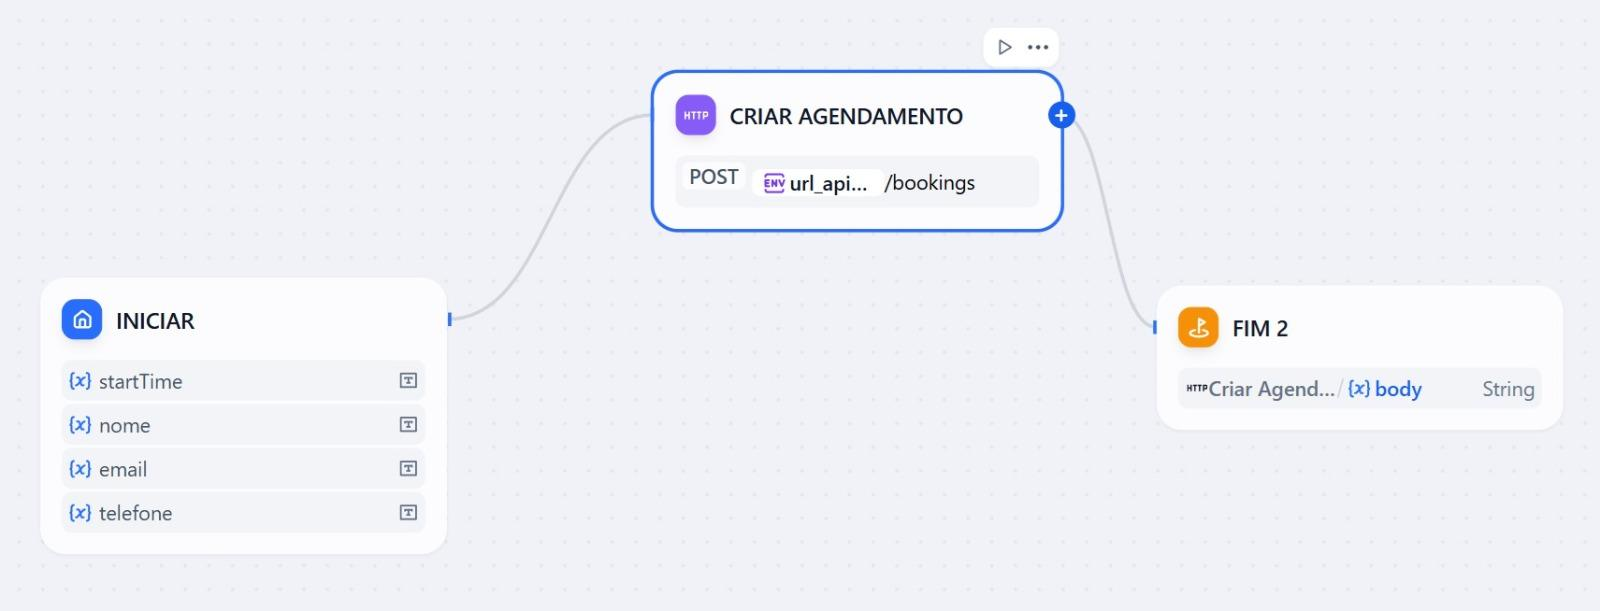 HTTP CRIAR AGENDAMENTO
POST ENV url_api... /bookings
INICIAR
{x} startTime
{x} nome
{x} email
{x} telefone
FIM 2
HTTP Criar Agend... / {x} body String